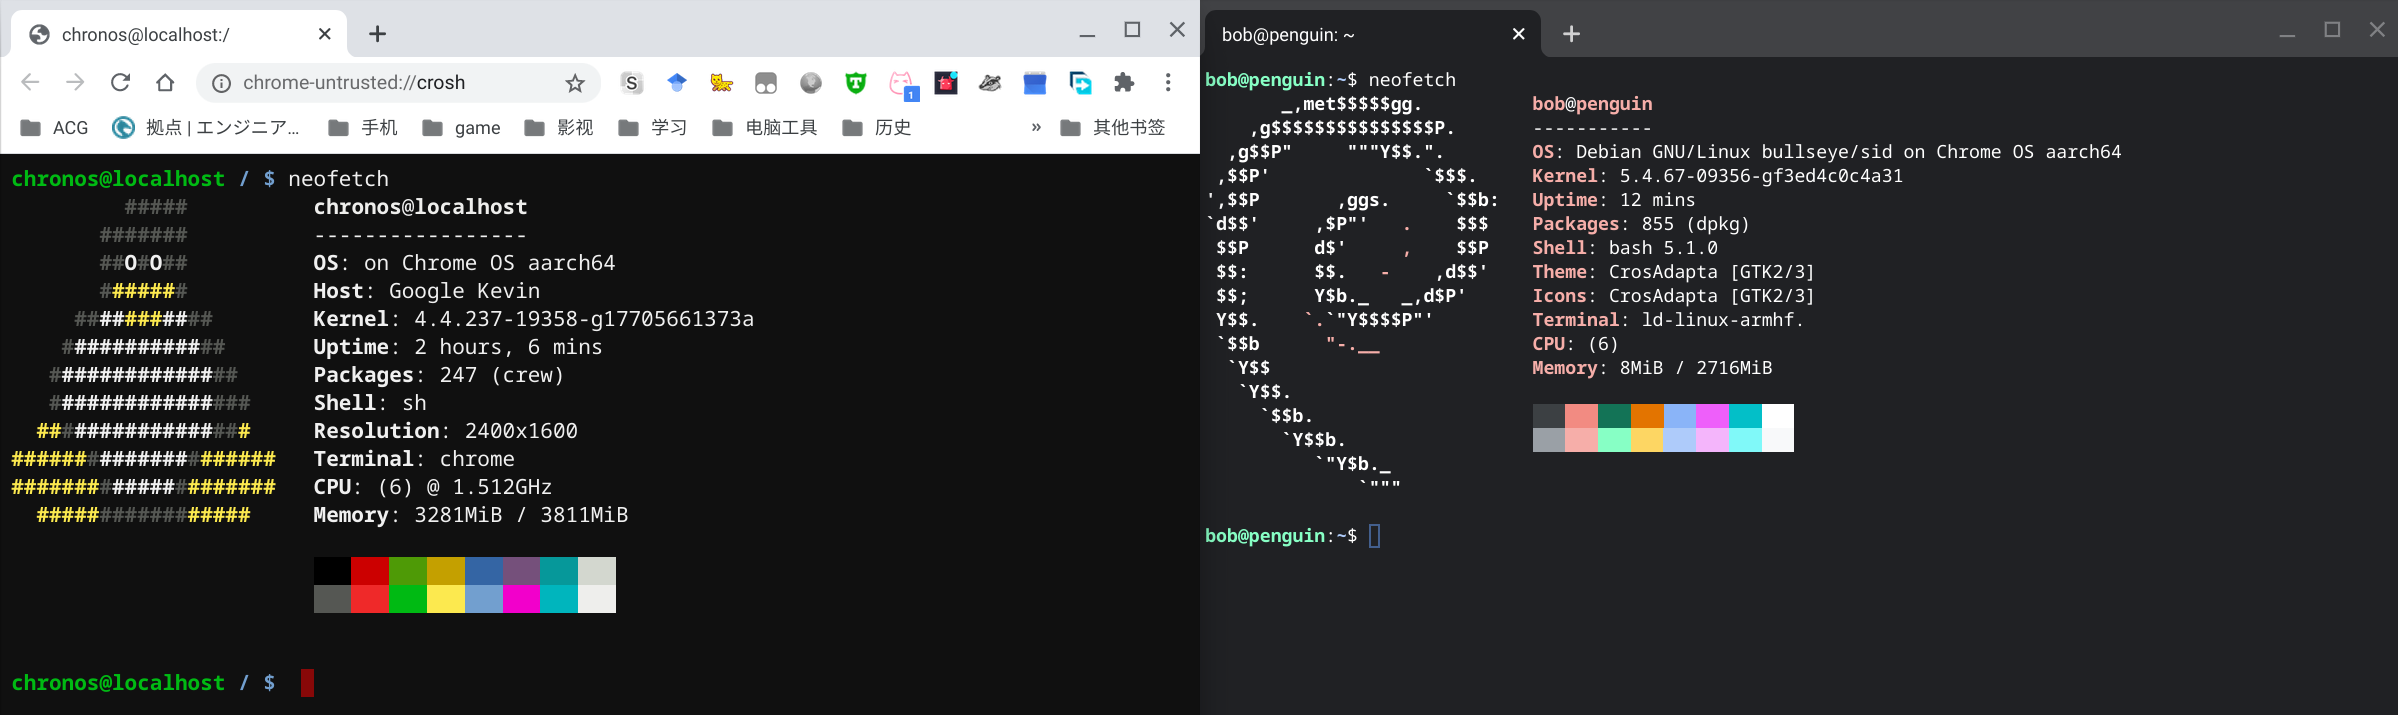 chronos@localhost:/
chrome-untrusted://crosh
1
ACG
拠点 | エンジニア...
手机
game
影视
学习
电脑工具
历史
»
其他书签
chronos@localhost / $ neofetch
         #####          chronos@localhost
       #######          -----------------
       ##O#O##          OS: on Chrome OS aarch64
       #######          Host: Google Kevin
     ###########        Kernel: 4.4.237-19358-g17705661373a
    #############       Uptime: 2 hours, 6 mins
   ###############      Packages: 247 (crew)
   ################     Shell: sh
  #################     Resolution: 2400x1600
#####################   Terminal: chrome
#####################   CPU: (6) @ 1.512GHz
  #################     Memory: 3281MiB / 3811MiB
chronos@localhost / $
bob@penguin: ~
bob@penguin:~$ neofetch
       _,met$$$$$gg.          bob@penguin
    ,g$$$$$$$$$$$$$$$P.       -----------
  ,g$$P"     """Y$$.".        OS: Debian GNU/Linux bullseye/sid on Chrome OS aarch64
 ,$$P'              `$$$.     Kernel: 5.4.67-09356-gf3ed4c0c4a31
',$$P       ,ggs.     `$$b:   Uptime: 12 mins
`d$$'     ,$P"'   .    $$$    Packages: 855 (dpkg)
 $$P      d$'     ,    $$P    Shell: bash 5.1.0
 $$:      $$.   -    ,d$$'    Theme: CrosAdapta [GTK2/3]
 $$;      Y$b._   _,d$P'      Icons: CrosAdapta [GTK2/3]
 Y$$.    `.`"Y$$$$P"'         Terminal: ld-linux-armhf.
 `$$b      "-.__              CPU: (6)
  `Y$$                        Memory: 8MiB / 2716MiB
   `Y$$.
     `$$b.
       `Y$$b.
          `"Y$b._
              `"""
bob@penguin:~$